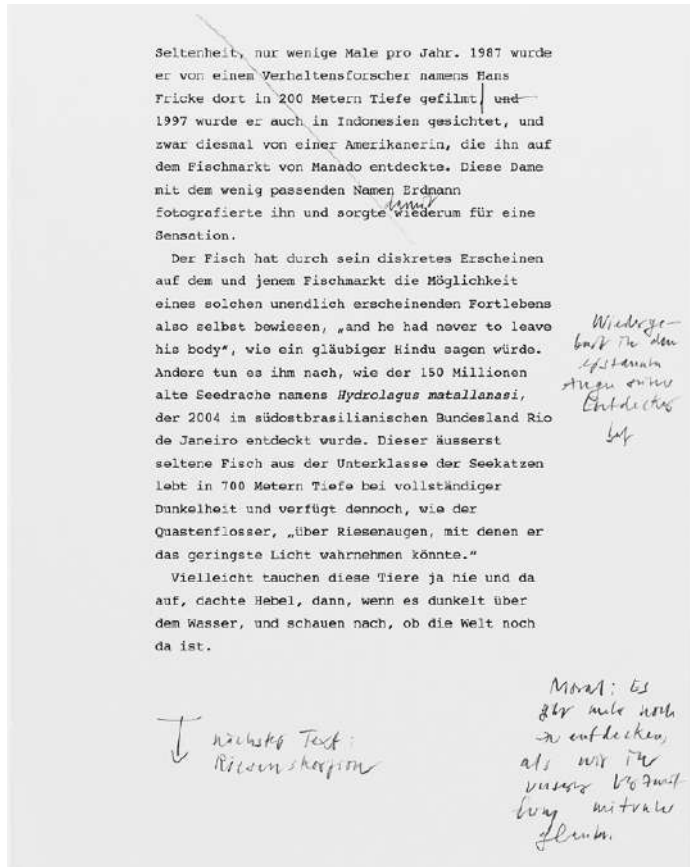 Seltenheit, nur wenige Male pro Jahr. 1987 wurde
er von einem Verhaltensforscher namens Hans
Fricke dort in 200 Metern Tiefe gefilmt und
1997 wurde er auch in Indonesien gesichtet, und
zwar diesmal von einer Amerikanerin, die ihn auf
dem Fischmarkt von Manado entdeckte. Diese Dame
mit dem wenig passenden Namen Erdmann
damit
fotografierte ihn und sorgte wiederum für eine
Sensation.
Der Fisch hat durch sein diskretes Erscheinen
auf dem und jenem Fischmarkt die Möglichkeit
eines solchen unendlich erscheinenden Fortlebens
also selbst bewiesen, „and he had never to leave
his body", wie ein gläubiger Hindu sagen würde.
Andere tun es ihm nach, wie der 150 Millionen
alte Seedrache namens Hydrolagus matallanasi,
der 2004 im südostbrasilianischen Bundesland Rio
de Janeiro entdeckt wurde. Dieser äusserst
seltene Fisch aus der Unterklasse der Seekatzen
lebt in 700 Metern Tiefe bei vollständiger
Dunkelheit und verfügt dennoch, wie der
Quastenflosser, „über Riesenaugen, mit denen er
das geringste Licht wahrnehmen könnte."
Vielleicht tauchen diese Tiere ja hie und da
auf, dachte Hebel, dann, wenn es dunkelt über
dem Wasser, und schauen nach, ob die Welt noch
da ist.
Wiederge-
burt in den
erstaunten
Augen seiner
Entdecker
nächster Text:
Riesenskorpion
Moral: Es
gibt mehr noch
zu entdecken,
als wir in
unserer Verzweif
lung mitunter
glauben.